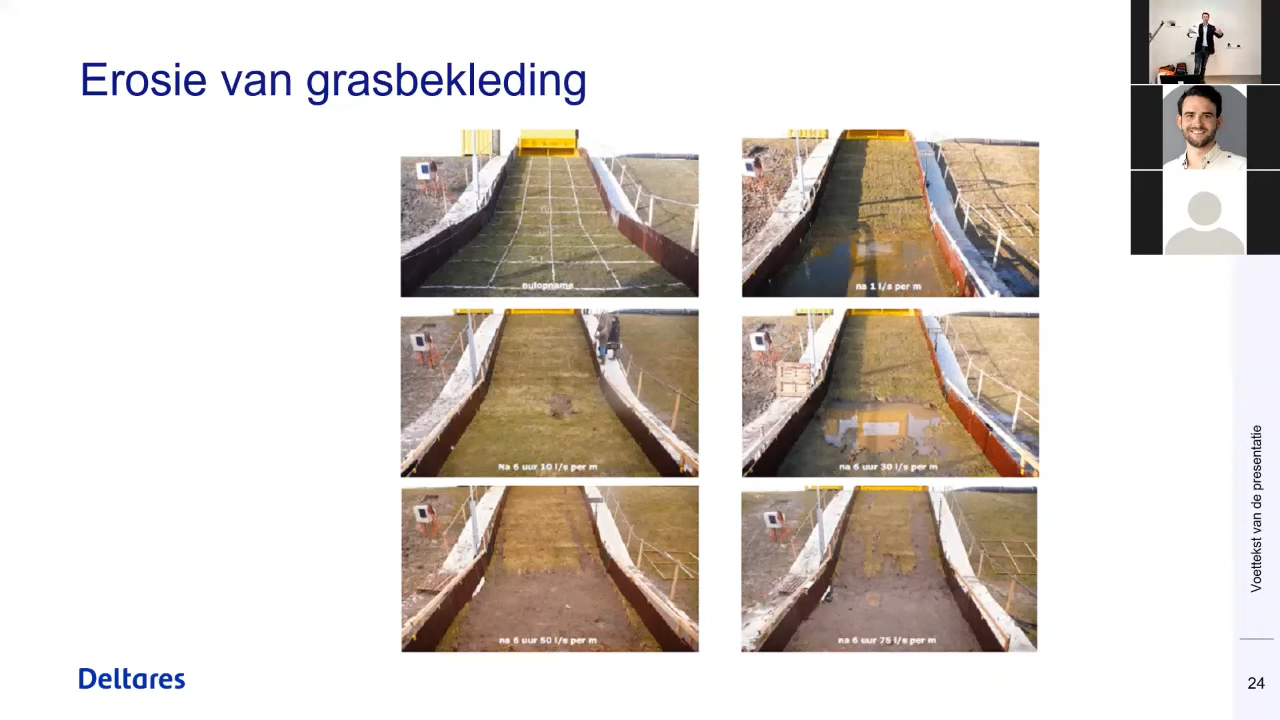 Erosie van grasbekleding
nulopname
na 1 l/s per m
Na 6 uur 10 l/s per m
na 6 uur 30 l/s per m
na 6 uur 50 l/s per m
na 6 uur 75 l/s per m
Voettekst van de presentatie
Deltares
24